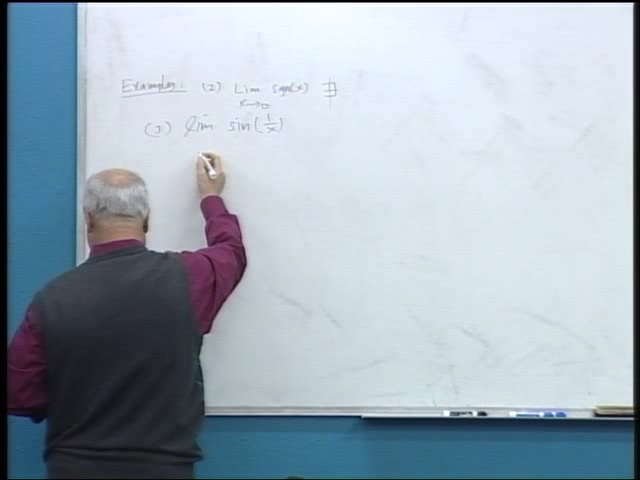 Examples: (2) Lim sgn(x) ∄
x→0
(3) lim sin(1/x)